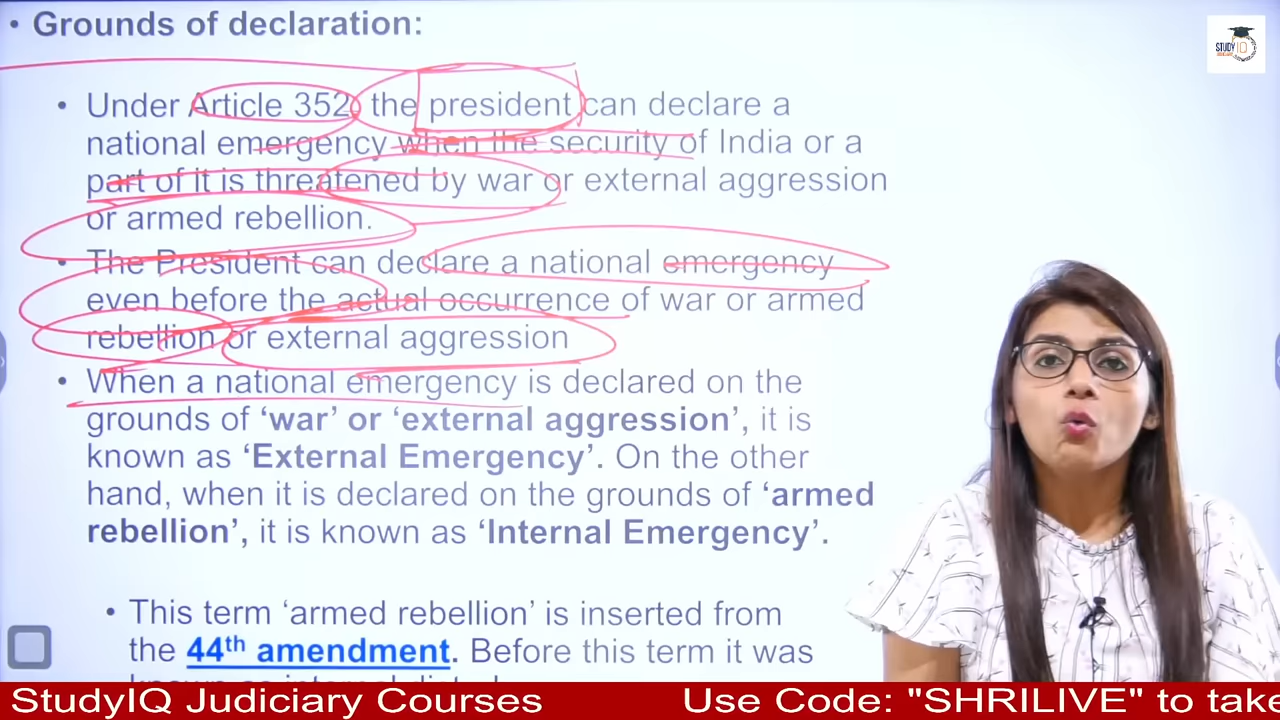 • Grounds of declaration:
STUDY IQ
• Under Article 352, the president can declare a
national emergency when the security of India or a
part of it is threatened by war or external aggression
or armed rebellion.
• The President can declare a national emergency
even before the actual occurrence of war or armed
rebellion or external aggression
• When a national emergency is declared on the
grounds of ‘war’ or ‘external aggression’, it is
known as ‘External Emergency’. On the other
hand, when it is declared on the grounds of ‘armed
rebellion’, it is known as ‘Internal Emergency’.
• This term ‘armed rebellion’ is inserted from
the 44th amendment. Before this term it was
StudyIQ Judiciary Courses Use Code: "SHRILIVE" to take